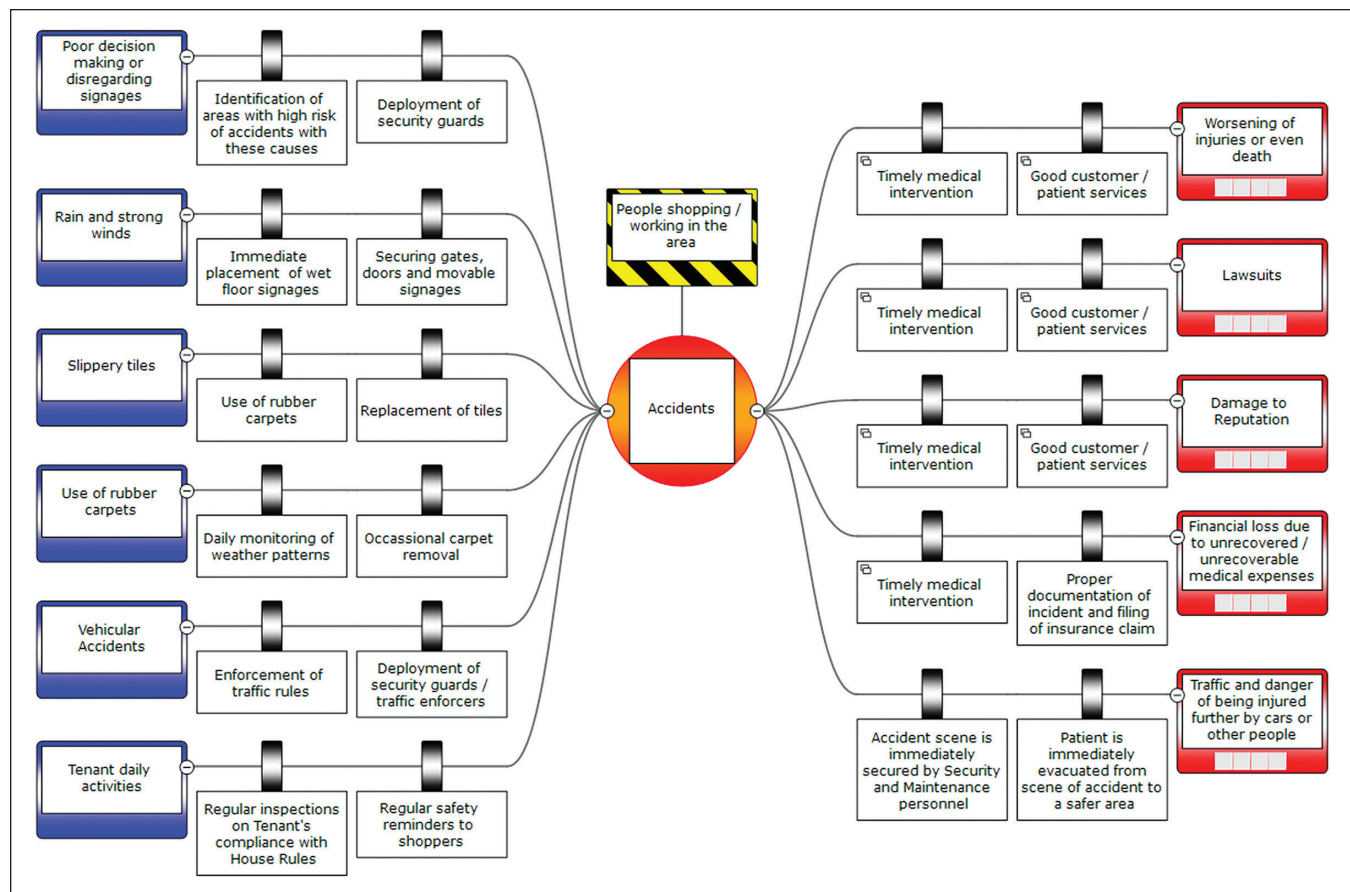 Poor decision
making or
disregarding
signages
Identification of
areas with high risk
of accidents with
these causes
Deployment of
security guards
Rain and strong
winds
Immediate
placement of wet
floor signages
Securing gates,
doors and movable
signages
Slippery tiles
Use of rubber
carpets
Replacement of tiles
Use of rubber
carpets
Daily monitoring of
weather patterns
Occassional carpet
removal
Vehicular
Accidents
Enforcement of
traffic rules
Deployment of
security guards /
traffic enforcers
Tenant daily
activities
Regular inspections
on Tenant's
compliance with
House Rules
Regular safety
reminders to
shoppers
People shopping /
working in the
area
Accidents
Timely medical
intervention
Good customer /
patient services
Worsening of
injuries or even
death
Timely medical
intervention
Good customer /
patient services
Lawsuits
Timely medical
intervention
Good customer /
patient services
Damage to
Reputation
Timely medical
intervention
Proper
documentation of
incident and filing
of insurance claim
Financial loss due
to unrecovered /
unrecoverable
medical expenses
Accident scene is
immediately
secured by Security
and Maintenance
personnel
Patient is
immediately
evacuated from
scene of accident to
a safer area
Traffic and danger
of being injured
further by cars or
other people